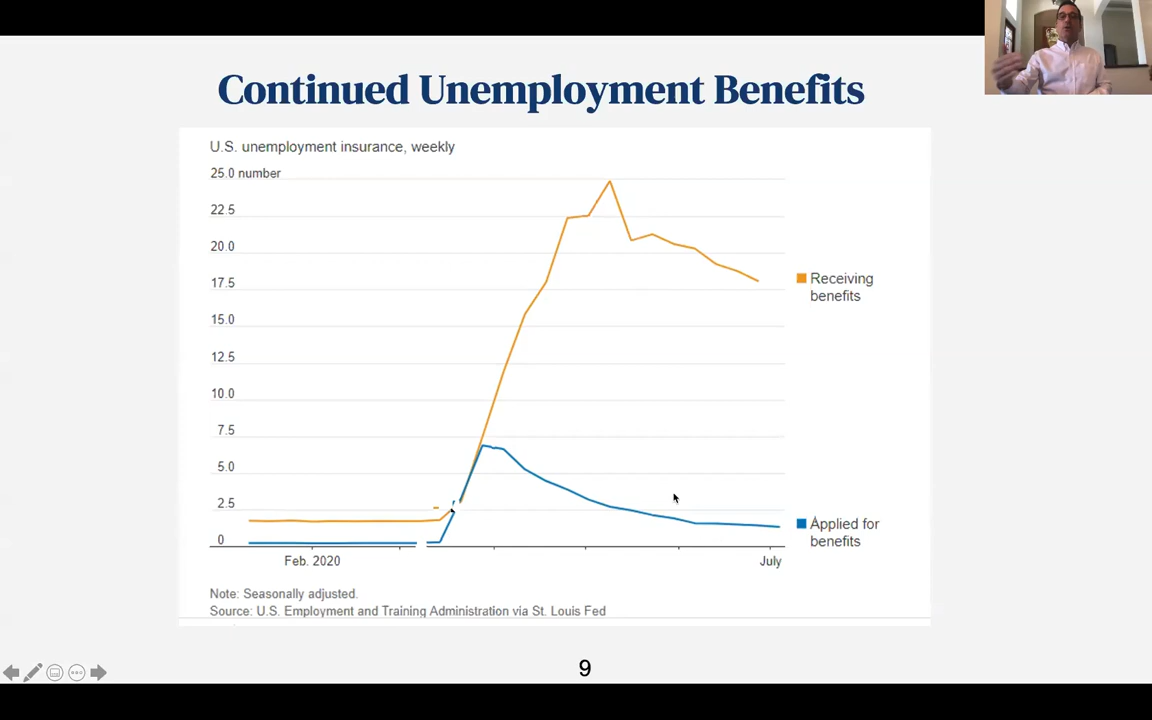 Continued Unemployment Benefits
U.S. unemployment insurance, weekly
25.0 number
22.5
20.0
17.5
15.0
12.5
10.0
7.5
5.0
2.5
0
Receiving
benefits
Applied for
benefits
Feb. 2020
July
Note: Seasonally adjusted.
Source: U.S. Employment and Training Administration via St. Louis Fed
9